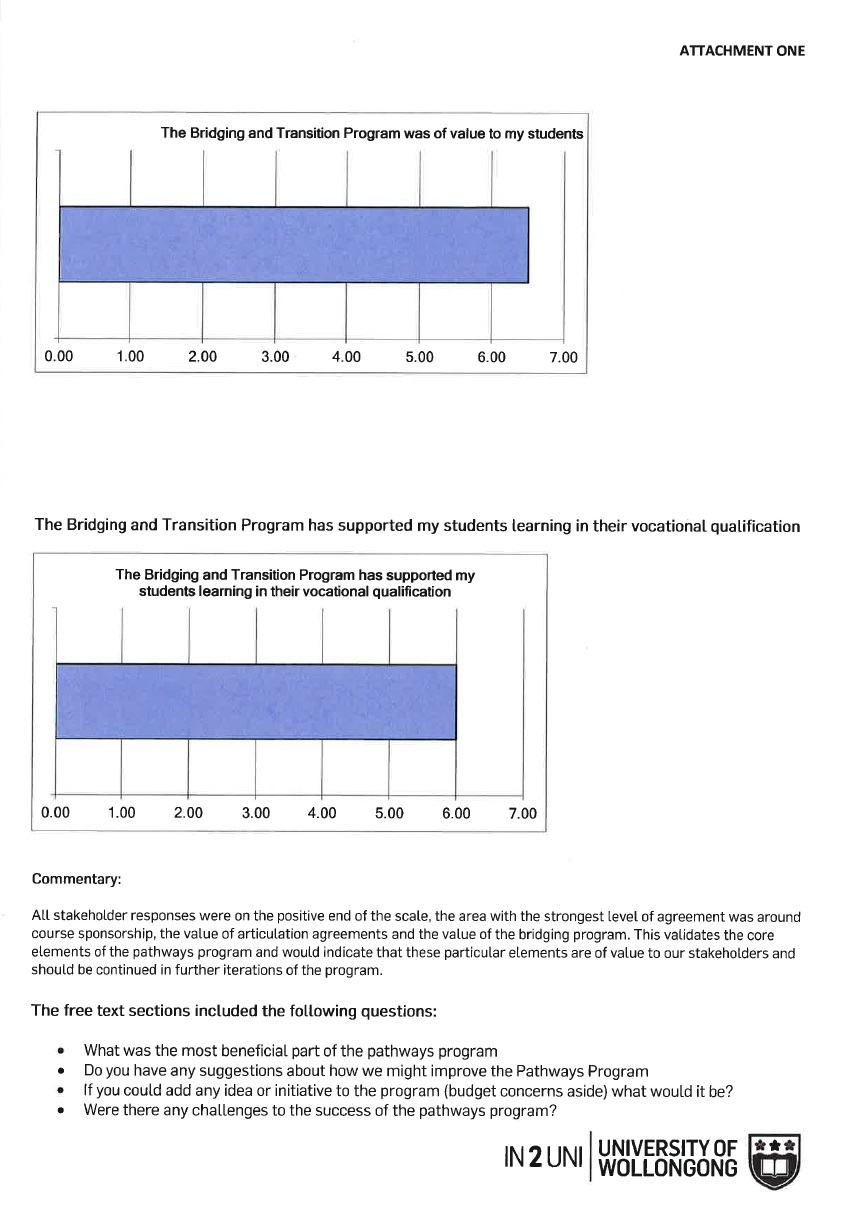 ATTACHMENT ONE
The Bridging and Transition Program was of value to my students
0.00 1.00 2.00 3.00 4.00 5.00 6.00 7.00
The Bridging and Transition Program has supported my students learning in their vocational qualification
The Bridging and Transition Program has supported my
students learning in their vocational qualification
0.00 1.00 2.00 3.00 4.00 5.00 6.00 7.00
Commentary:
All stakeholder responses were on the positive end of the scale, the area with the strongest level of agreement was around
course sponsorship, the value of articulation agreements and the value of the bridging program. This validates the core
elements of the pathways program and would indicate that these particular elements are of value to our stakeholders and
should be continued in further iterations of the program.
The free text sections included the following questions:
• What was the most beneficial part of the pathways program
• Do you have any suggestions about how we might improve the Pathways Program
• If you could add any idea or initiative to the program (budget concerns aside) what would it be?
• Were there any challenges to the success of the pathways program?
IN 2 UNI
UNIVERSITY OF
WOLLONGONG